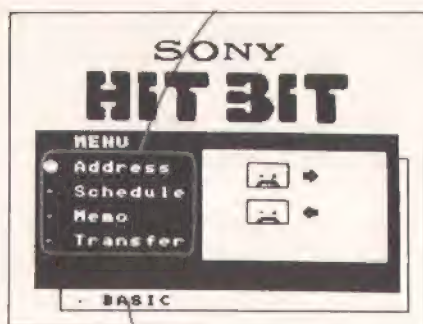 SONY
HIT BIT
MENU
Address
Schedule
Memo
Transfer
BASIC